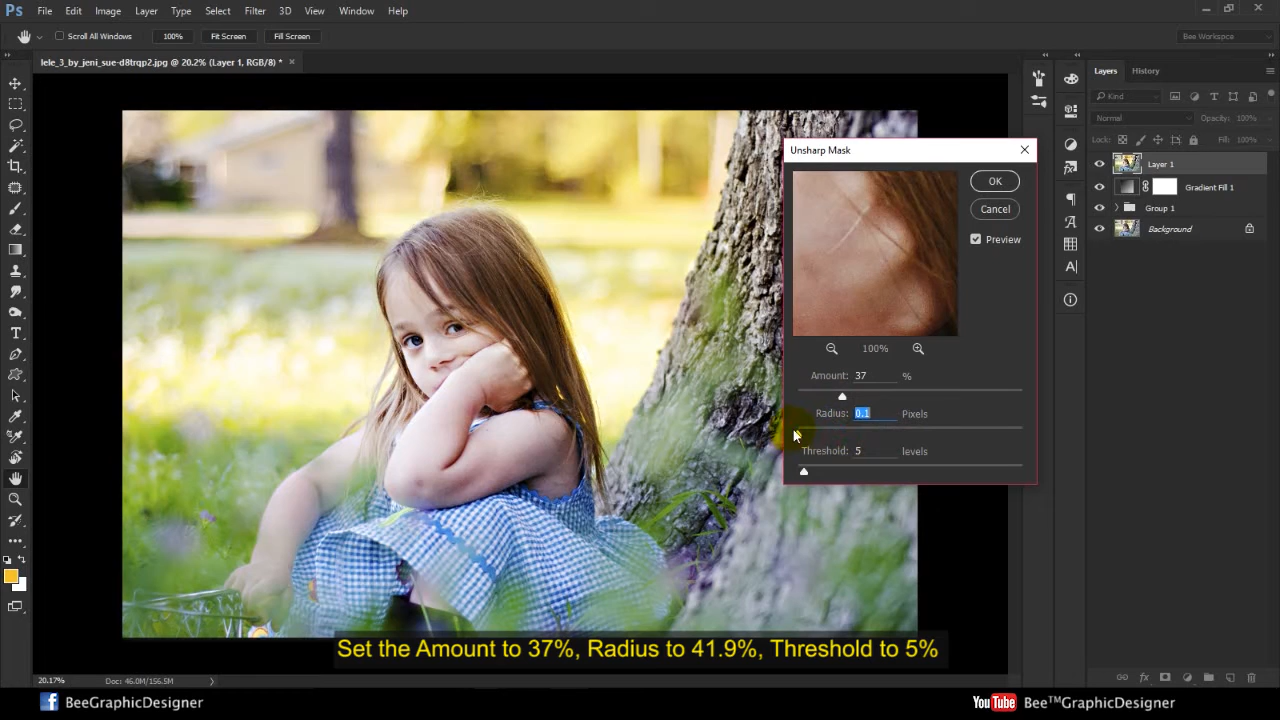 Ps File Edit Image Layer Type Select Filter 3D View Window Help
Scroll All Windows 100% Fit Screen Fill Screen Bee Workspce
lele_3_by_jeni_sue-d8trqp2.jpg @ 20.2% (Layer 1, RGB/8) *
Layers History
Kind
Normal Opacity: 100%
Lock: Fill: 100%
Layer 1
Gradient Fill 1
Group 1
Background
Unsharp Mask
OK
Cancel
Preview
100%
Amount: 37 %
Radius: 0.1 Pixels
Threshold: 5 levels
Set the Amount to 37%, Radius to 41.9%, Threshold to 5%
20.17% Doc: 46.0M/156.5M
BeeGraphicDesigner
YouTube Bee™GraphicDesigner